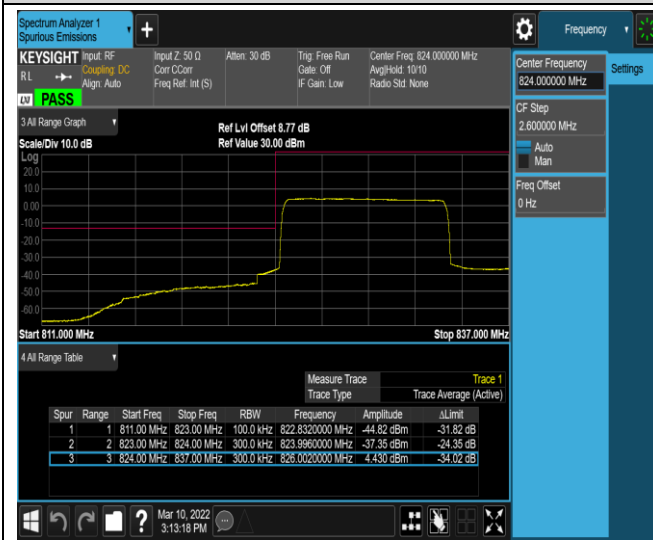 Spectrum Analyzer 1
Spurious Emissions
Frequency
KEYSIGHT
RL
LXI PASS
Input: RF
Coupling: DC
Align: Auto
Input Z: 50 Ω
Corr CCorr
Freq Ref: Int (S)
Atten: 30 dB
Trig: Free Run
Gate: Off
IF Gain: Low
Center Freq: 824.000000 MHz
Avg|Hold: 10/10
Radio Std: None
Center Frequency
824.000000 MHz
Settings
CF Step
2.600000 MHz
Auto
Man
Freq Offset
0 Hz
3 All Range Graph
Scale/Div 10.0 dB
Ref Lvl Offset 8.77 dB
Ref Value 30.00 dBm
Log
20.0
10.0
0.00
-10.0
-20.0
-30.0
-40.0
-50.0
-60.0
Start 811.000 MHz
Stop 837.000 MHz
4 All Range Table
Measure Trace Trace 1
Trace Type Trace Average (Active)
Spur Range Start Freq Stop Freq RBW Frequency Amplitude ΔLimit
1 1 811.00 MHz 823.00 MHz 100.0 kHz 822.8320000 MHz -44.82 dBm -31.82 dB
2 2 823.00 MHz 824.00 MHz 300.0 kHz 823.9960000 MHz -37.35 dBm -24.35 dB
3 3 824.00 MHz 837.00 MHz 300.0 kHz 826.0020000 MHz 4.430 dBm -34.02 dB
Mar 10, 2022
3:13:18 PM